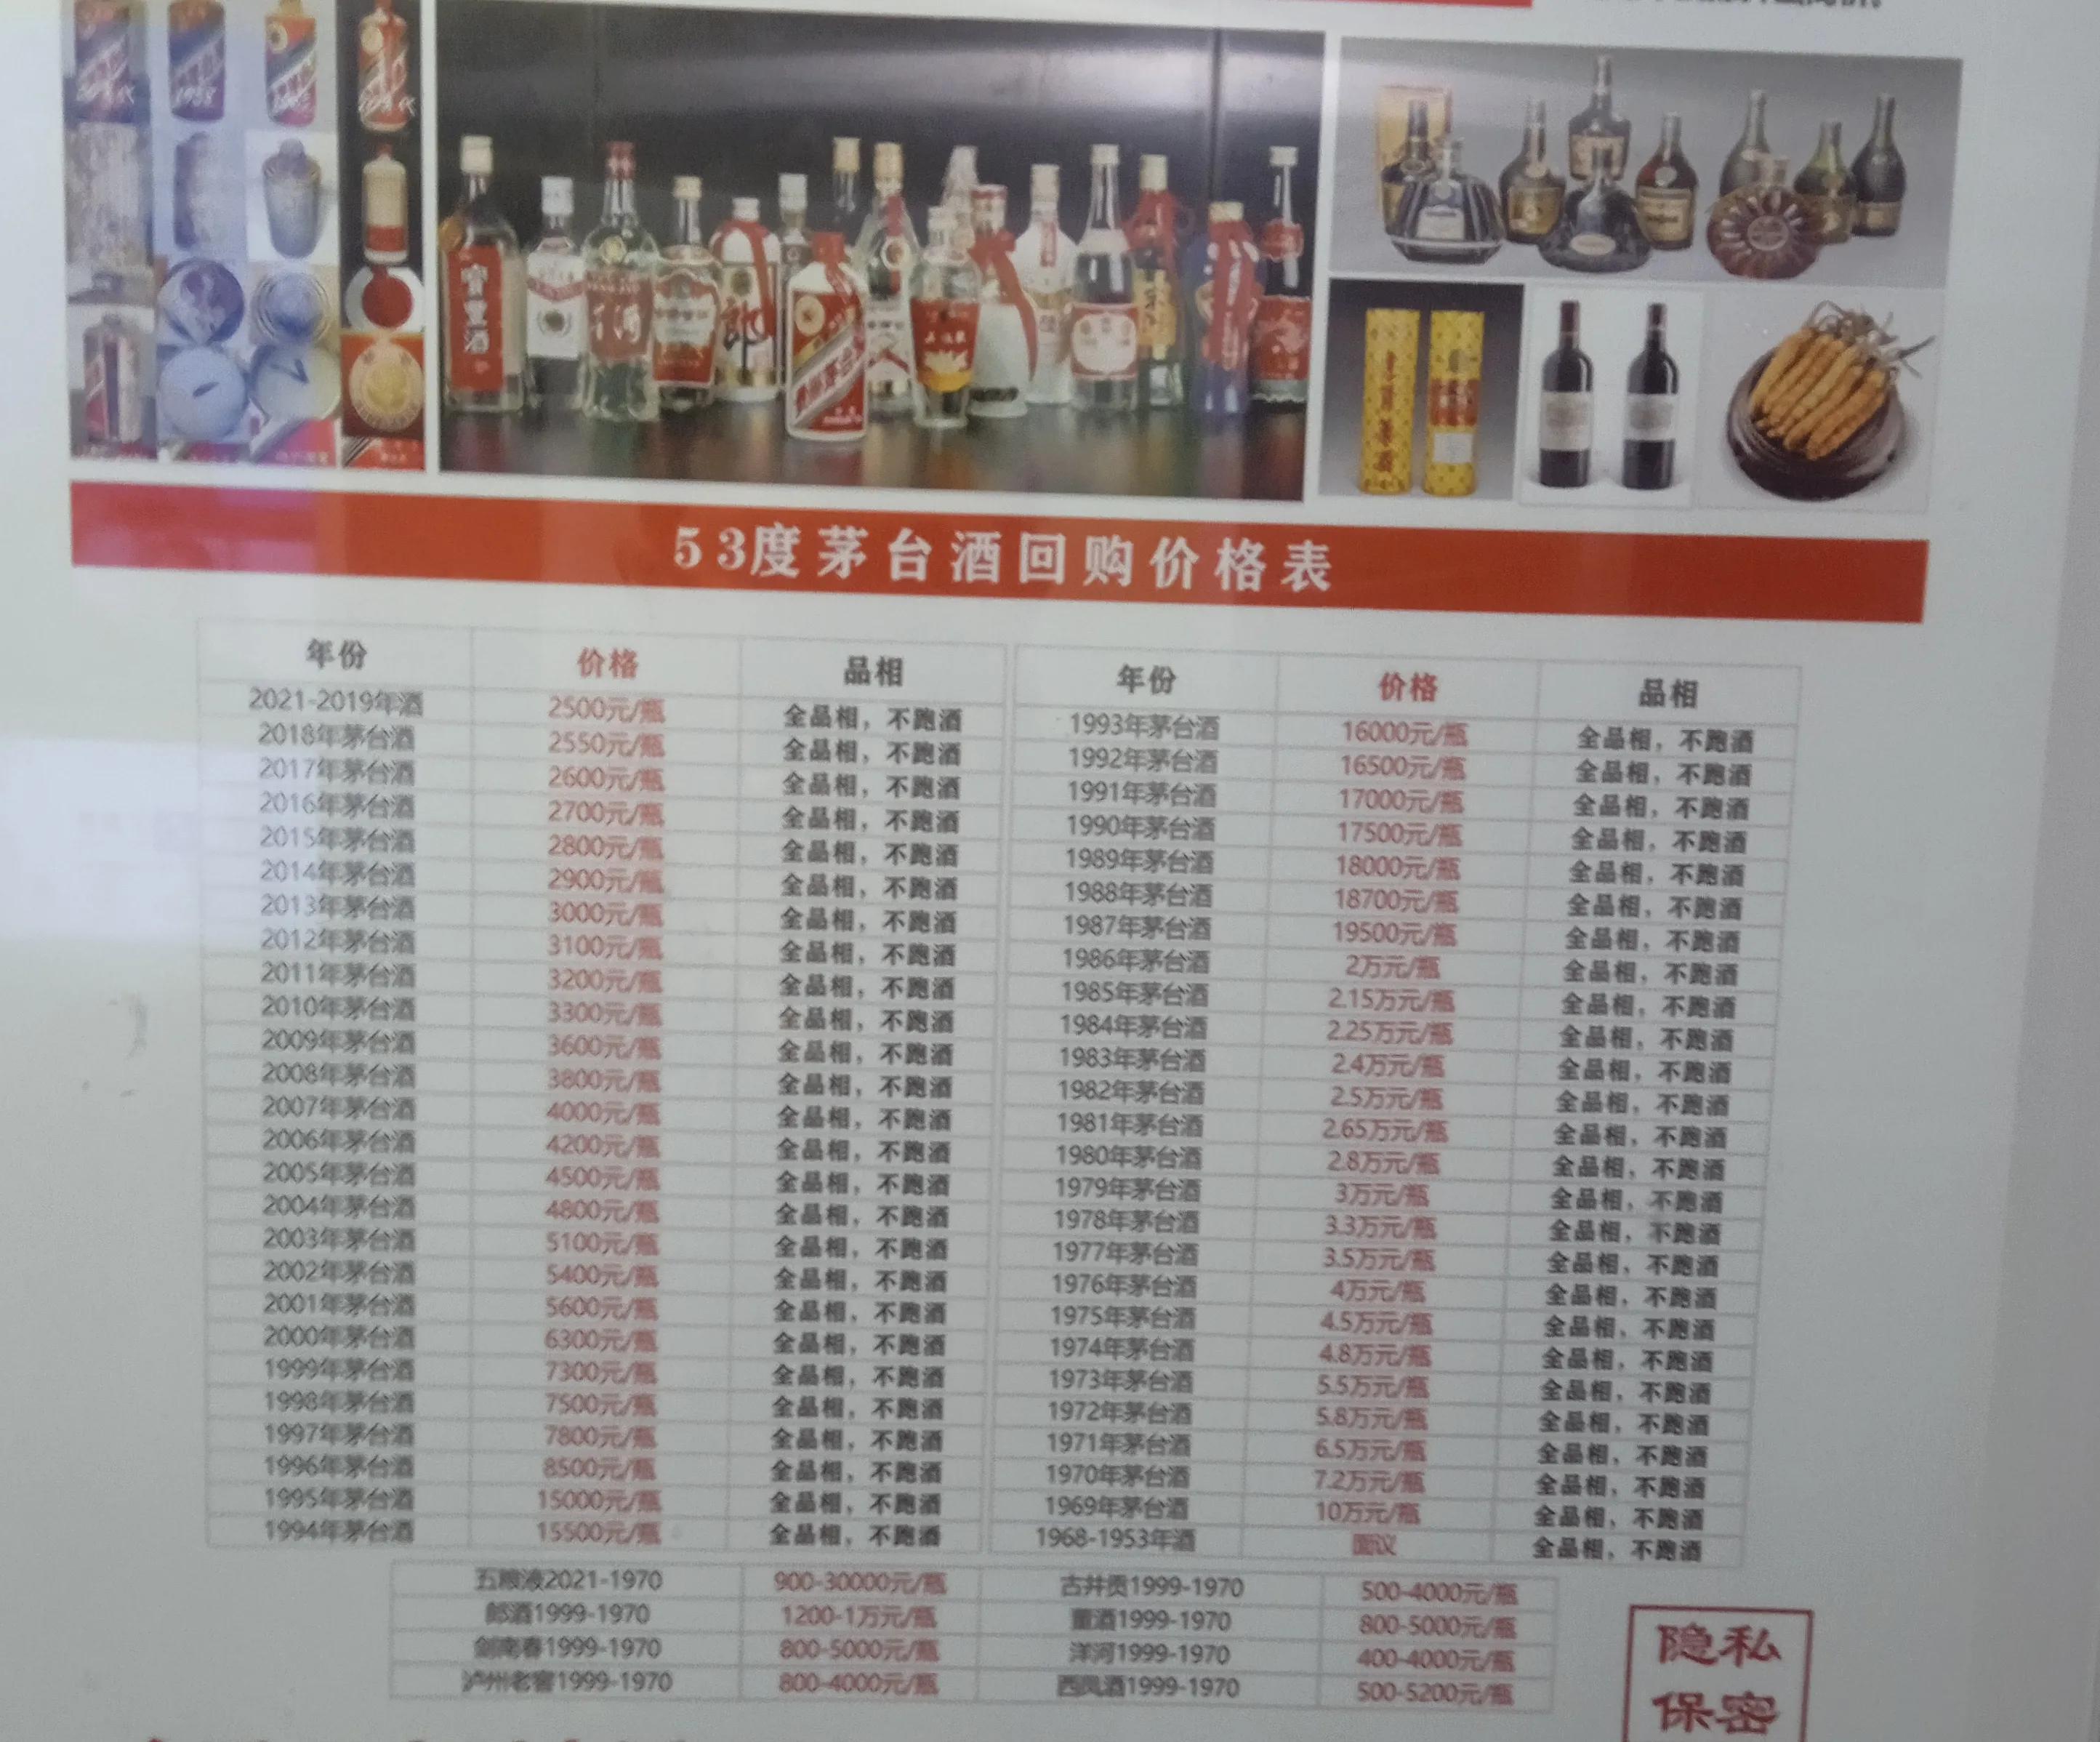 53度茅台酒回购价格表
年份 价格 品相 年份 价格 品相
2021-2019年酒 2500元/瓶 全品相，不跑酒 1993年茅台酒 16000元/瓶 全品相，不跑酒
2018年茅台酒 2550元/瓶 全品相，不跑酒 1992年茅台酒 16500元/瓶 全品相，不跑酒
2017年茅台酒 2600元/瓶 全品相，不跑酒 1991年茅台酒 17000元/瓶 全品相，不跑酒
2016年茅台酒 2700元/瓶 全品相，不跑酒 1990年茅台酒 17500元/瓶 全品相，不跑酒
2015年茅台酒 2800元/瓶 全品相，不跑酒 1989年茅台酒 18000元/瓶 全品相，不跑酒
2014年茅台酒 2900元/瓶 全品相，不跑酒 1988年茅台酒 18700元/瓶 全品相，不跑酒
2013年茅台酒 3000元/瓶 全品相，不跑酒 1987年茅台酒 19500元/瓶 全品相，不跑酒
2012年茅台酒 3100元/瓶 全品相，不跑酒 1986年茅台酒 2万元/瓶 全品相，不跑酒
2011年茅台酒 3200元/瓶 全品相，不跑酒 1985年茅台酒 2.15万元/瓶 全品相，不跑酒
2010年茅台酒 3300元/瓶 全品相，不跑酒 1984年茅台酒 2.25万元/瓶 全品相，不跑酒
2009年茅台酒 3600元/瓶 全品相，不跑酒 1983年茅台酒 2.4万元/瓶 全品相，不跑酒
2008年茅台酒 3800元/瓶 全品相，不跑酒 1982年茅台酒 2.5万元/瓶 全品相，不跑酒
2007年茅台酒 4000元/瓶 全品相，不跑酒 1981年茅台酒 2.65万元/瓶 全品相，不跑酒
2006年茅台酒 4200元/瓶 全品相，不跑酒 1980年茅台酒 2.8万元/瓶 全品相，不跑酒
2005年茅台酒 4500元/瓶 全品相，不跑酒 1979年茅台酒 3万元/瓶 全品相，不跑酒
2004年茅台酒 4800元/瓶 全品相，不跑酒 1978年茅台酒 3.3万元/瓶 全品相，不跑酒
2003年茅台酒 5100元/瓶 全品相，不跑酒 1977年茅台酒 3.5万元/瓶 全品相，不跑酒
2002年茅台酒 5400元/瓶 全品相，不跑酒 1976年茅台酒 4万元/瓶 全品相，不跑酒
2001年茅台酒 5600元/瓶 全品相，不跑酒 1975年茅台酒 4.5万元/瓶 全品相，不跑酒
2000年茅台酒 6300元/瓶 全品相，不跑酒 1974年茅台酒 4.8万元/瓶 全品相，不跑酒
1999年茅台酒 7300元/瓶 全品相，不跑酒 1973年茅台酒 5.5万元/瓶 全品相，不跑酒
1998年茅台酒 7500元/瓶 全品相，不跑酒 1972年茅台酒 5.8万元/瓶 全品相，不跑酒
1997年茅台酒 7800元/瓶 全品相，不跑酒 1971年茅台酒 6.5万元/瓶 全品相，不跑酒
1996年茅台酒 8500元/瓶 全品相，不跑酒 1970年茅台酒 7.2万元/瓶 全品相，不跑酒
1995年茅台酒 15000元/瓶 全品相，不跑酒 1969年茅台酒 10万元/瓶 全品相，不跑酒
1994年茅台酒 15500元/瓶 全品相，不跑酒 1968-1953年酒 面议 全品相，不跑酒
五粮液2021-1970 900-30000元/瓶 古井贡1999-1970 500-4000元/瓶
郎酒1999-1970 1200-1万元/瓶 董酒1999-1970 800-5000元/瓶
剑南春1999-1970 800-5000元/瓶 洋河1999-1970 400-4000元/瓶
泸州老窖1999-1970 800-4000元/瓶 西凤酒1999-1970 500-5200元/瓶
隐私
保密